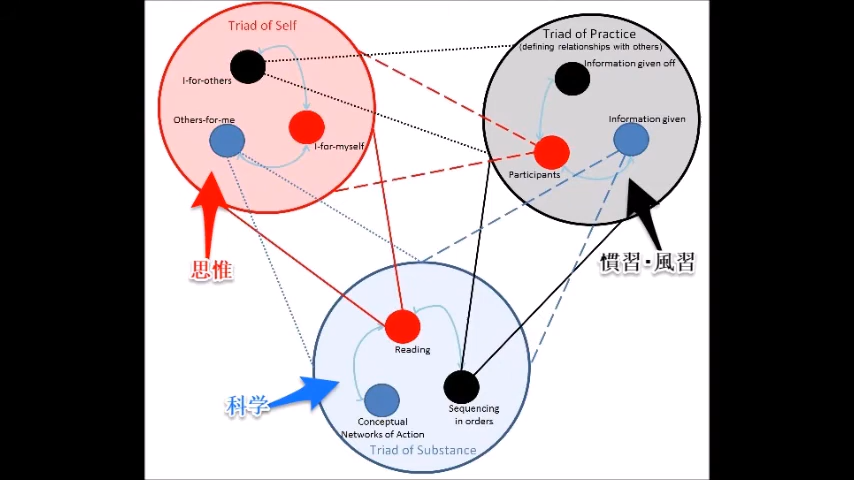 Triad of Self
I-for-others
Others-for-me
I-for-myself
思惟
Triad of Practice
(defining relationships with others)
Information given off
Information given
Participants
慣習・風習
Reading
科学
Conceptual
Networks of Action
Sequencing
in orders
Triad of Substance